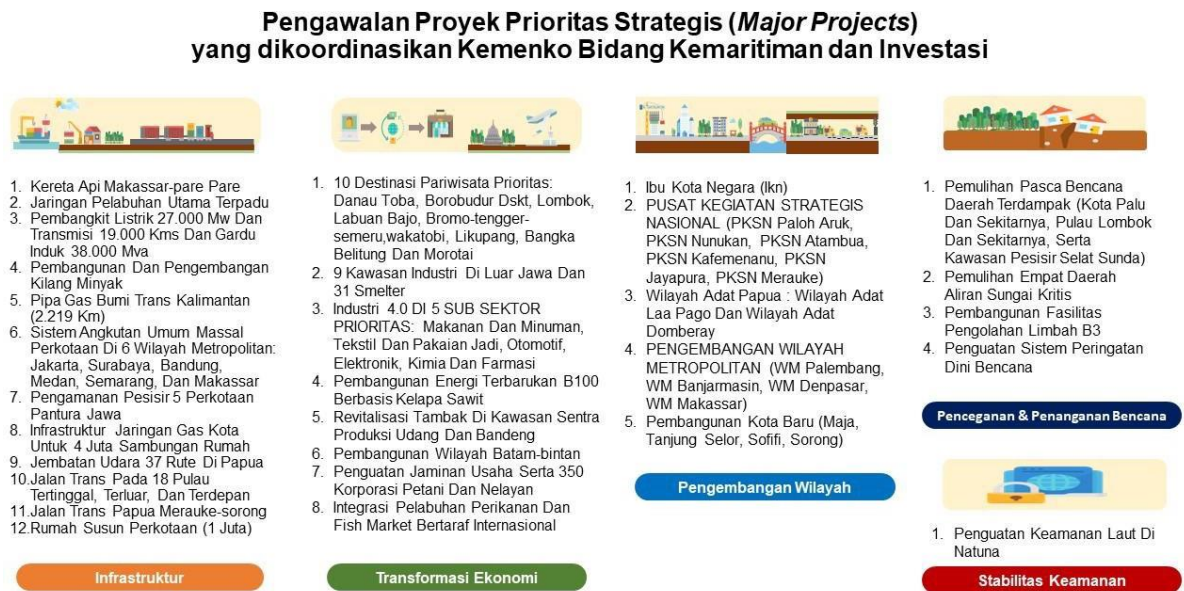 Pengawalan Proyek Prioritas Strategis (Major Projects)
yang dikoordinasikan Kemenko Bidang Kemaritiman dan Investasi
1. Kereta Api Makassar-pare Pare
2. Jaringan Pelabuhan Utama Terpadu
3. Pembangkit Listrik 27.000 Mw Dan
Transmisi 19.000 Kms Dan Gardu
Induk 38.000 Mva
4. Pembangunan Dan Pengembangan
Kilang Minyak
5. Pipa Gas Bumi Trans Kalimantan
(2.219 Km)
6. Sistem Angkutan Umum Massal
Perkotaan Di 6 Wilayah Metropolitan:
Jakarta, Surabaya, Bandung,
Medan, Semarang, Dan Makassar
7. Pengamanan Pesisir 5 Perkotaan
Pantura Jawa
8. Infrastruktur Jaringan Gas Kota
Untuk 4 Juta Sambungan Rumah
9. Jembatan Udara 37 Rute Di Papua
10.Jalan Trans Pada 18 Pulau
Tertinggal, Terluar, Dan Terdepan
11.Jalan Trans Papua Merauke-sorong
12.Rumah Susun Perkotaan (1 Juta)
Infrastruktur
1. 10 Destinasi Pariwisata Prioritas:
Danau Toba, Borobudur Dskt, Lombok,
Labuan Bajo, Bromo-tengger-
semeru,wakatobi, Likupang, Bangka
Belitung Dan Morotai
2. 9 Kawasan Industri Di Luar Jawa Dan
31 Smelter
3. Industri 4.0 DI 5 SUB SEKTOR
PRIORITAS: Makanan Dan Minuman,
Tekstil Dan Pakaian Jadi, Otomotif,
Elektronik, Kimia Dan Farmasi
4. Pembangunan Energi Terbarukan B100
Berbasis Kelapa Sawit
5. Revitalisasi Tambak Di Kawasan Sentra
Produksi Udang Dan Bandeng
6. Pembangunan Wilayah Batam-bintan
7. Penguatan Jaminan Usaha Serta 350
Korporasi Petani Dan Nelayan
8. Integrasi Pelabuhan Perikanan Dan
Fish Market Bertaraf Internasional
Transformasi Ekonomi
1. Ibu Kota Negara (Ikn)
2. PUSAT KEGIATAN STRATEGIS
NASIONAL (PKSN Paloh Aruk,
PKSN Nunukan, PKSN Atambua,
PKSN Kafemenanu, PKSN
Jayapura, PKSN Merauke)
3. Wilayah Adat Papua : Wilayah Adat
Laa Pago Dan Wilayah Adat
Domberay
4. PENGEMBANGAN WILAYAH
METROPOLITAN (WM Palembang,
WM Banjarmasin, WM Denpasar,
WM Makassar)
5. Pembangunan Kota Baru (Maja,
Tanjung Selor, Sofifi, Sorong)
Pengembangan Wilayah
1. Pemulihan Pasca Bencana
Daerah Terdampak (Kota Palu
Dan Sekitarnya, Pulau Lombok
Dan Sekitarnya, Serta
Kawasan Pesisir Selat Sunda)
2. Pemulihan Empat Daerah
Aliran Sungai Kritis
3. Pembangunan Fasilitas
Pengolahan Limbah B3
4. Penguatan Sistem Peringatan
Dini Bencana
Penceganan & Penanganan Bencana
1. Penguatan Keamanan Laut Di
Natuna
Stabilitas Keamanan